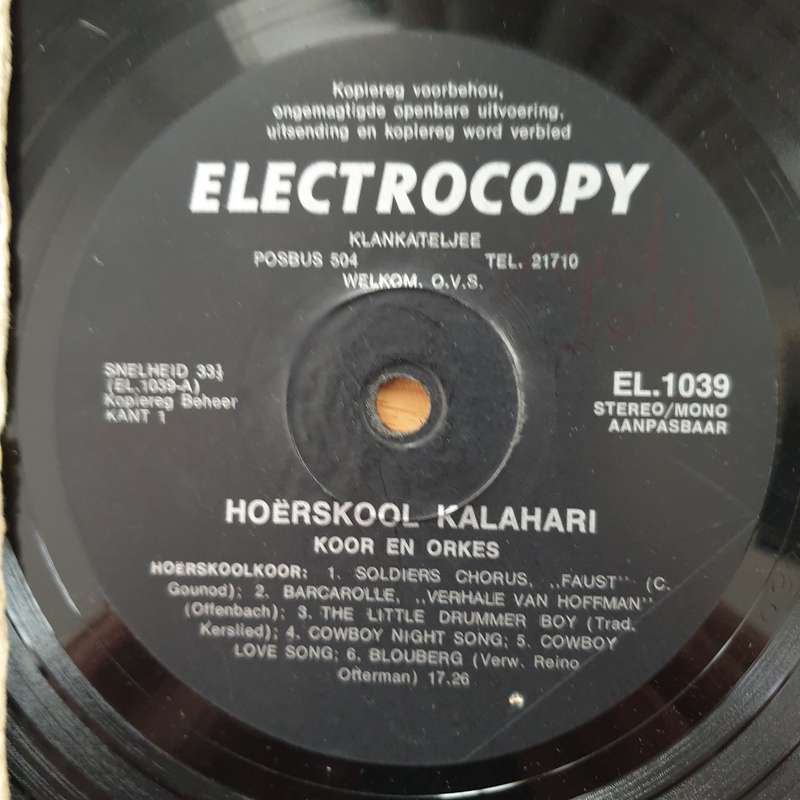 Kopiereg voorbehou,
ongemagtigde openbare uitvoering,
uitsending en kopiereg word verbied
ELECTROCOPY
KLANKATELJEE
POSBUS 504 TEL. 21710
WELKOM. O.V.S.
SNELHEID 33⅓
(EL.1039-A)
Kopiereg Beheer
KANT 1
EL.1039
STEREO/MONO
AANPASBAAR
HOËRSKOOL KALAHARI
KOOR EN ORKES
HOERSKOOLKOOR: 1. SOLDIERS CHORUS, ,,FAUST'' (C.
Gounod); 2. BARCAROLLE, ,,VERHALE VAN HOFFMAN''
(Offenbach); 3. THE LITTLE DRUMMER BOY (Trad.
Kerslied); 4. COWBOY NIGHT SONG; 5. COWBOY
LOVE SONG; 6. BLOUBERG (Verw. Reino
Ofterman) 17.26